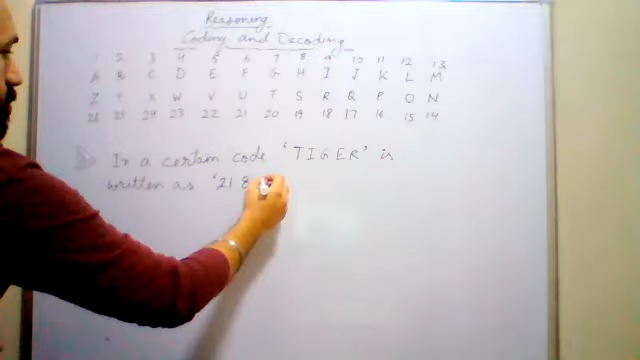 Reasoning
Coding and Decoding
1 2 3 4 5 6 7 8 9 10 11 12 13
A B C D E F G H I J K L M
Z Y X W V U T S R Q P O N
26 25 24 23 22 21 20 19 18 17 16 15 14
In a certain code 'TIGER' is
written as '21 8